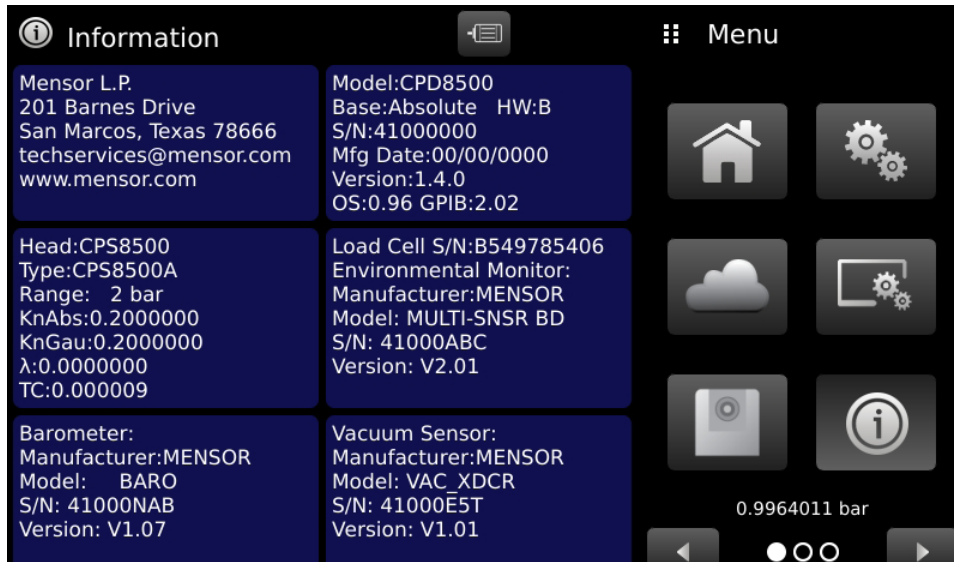 Information
Mensor L.P.
201 Barnes Drive
San Marcos, Texas 78666
techservices@mensor.com
www.mensor.com
Model:CPD8500
Base:Absolute   HW:B
S/N:41000000
Mfg Date:00/00/0000
Version:1.4.0
OS:0.96 GPIB:2.02
Head:CPS8500
Type:CPS8500A
Range:   2 bar
KnAbs:0.2000000
KnGau:0.2000000
λ:0.0000000
TC:0.000009
Load Cell S/N:B549785406
Environmental Monitor:
Manufacturer:MENSOR
Model: MULTI-SNSR BD
S/N: 41000ABC
Version: V2.01
Barometer:
Manufacturer:MENSOR
Model:    BARO
S/N: 41000NAB
Version: V1.07
Vacuum Sensor:
Manufacturer:MENSOR
Model: VAC_XDCR
S/N: 41000E5T
Version: V1.01
Menu
0.9964011 bar